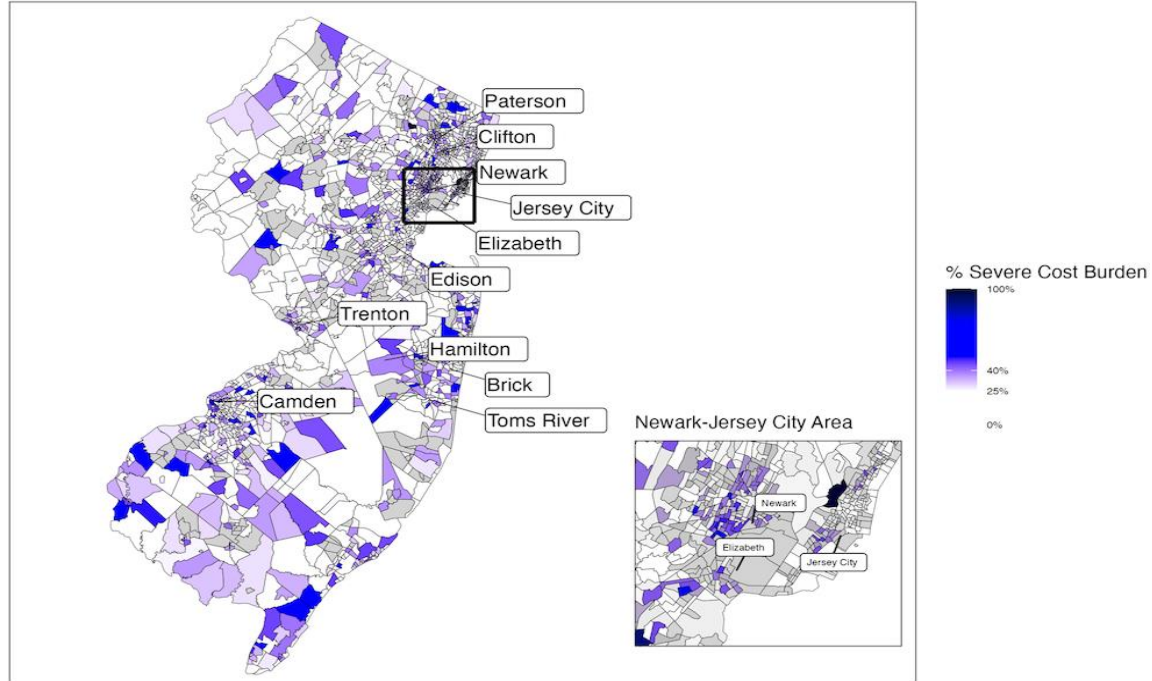 Paterson
Clifton
Newark
Jersey City
Elizabeth
Edison
Trenton
Hamilton
Brick
Camden
Toms River
% Severe Cost Burden
100%
40%
25%
0%
Newark-Jersey City Area
Newark
Elizabeth
Jersey City